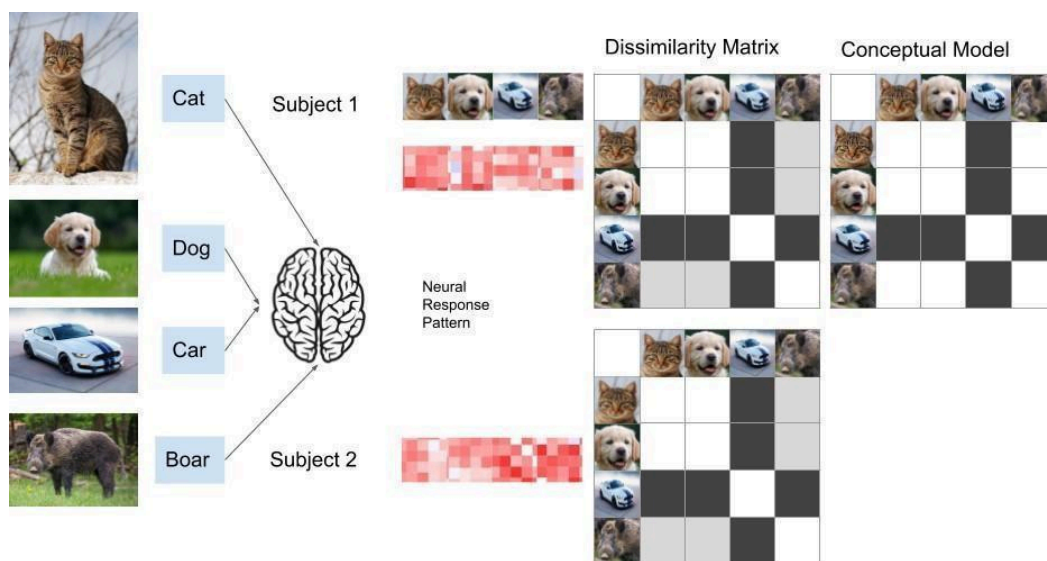 Dissimilarity Matrix
Conceptual Model
Cat
Subject 1
Dog
Neural
Response
Pattern
Car
Boar
Subject 2